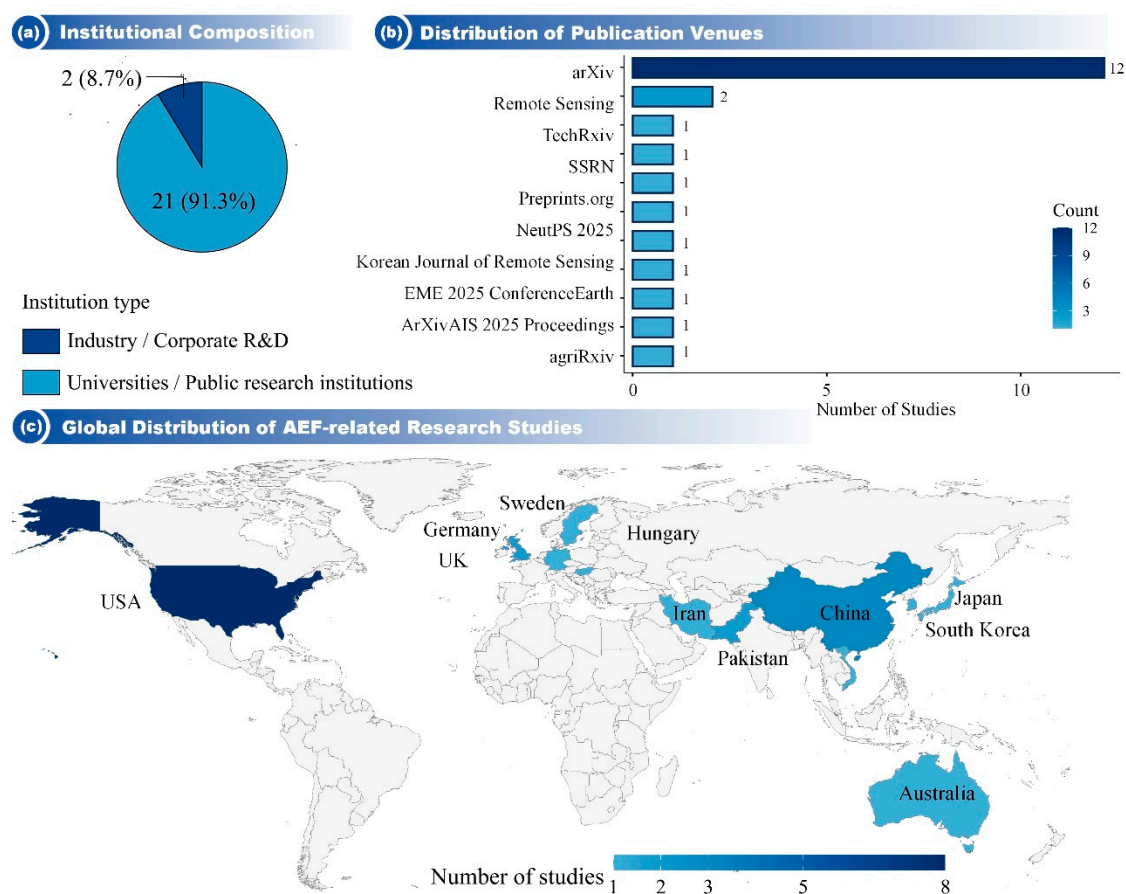 (a) Institutional Composition
2 (8.7%)
21 (91.3%)
Institution type
Industry / Corporate R&D
Universities / Public research institutions
(b) Distribution of Publication Venues
arXiv
12
Remote Sensing
2
TechRxiv
1
SSRN
1
1
Preprints.org
1
NeutPS 2025
1
Korean Journal of Remote Sensing
1
EME 2025 ConferenceEarth
1
ArXivAIS 2025 Proceedings
1
agriRxiv
1
0
5
10
Number of Studies
Count
12
9
6
3
(c) Global Distribution of AEF-related Research Studies
Sweden
Germany
Hungary
UK
USA
Iran
China
Japan
South Korea
Pakistan
Australia
Number of studies
1
2
3
5
8